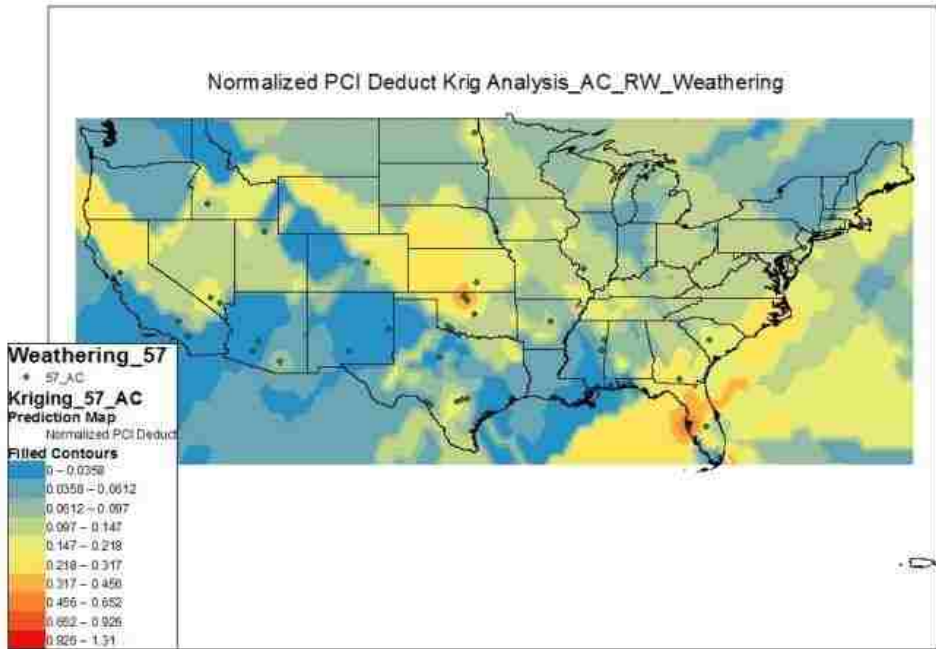 Normalized PCI Deduct Krig Analysis_AC_RW_Weathering
Weathering_57
57_AC
Kriging_57_AC
Prediction Map
Normalized PCI Deduct
Filled Contours
0 – 0.0358
0.0358 – 0.0612
0.0612 – 0.097
0.097 – 0.147
0.147 – 0.218
0.218 – 0.317
0.317 – 0.456
0.456 – 0.652
0.652 – 0.926
0.926 – 1.31